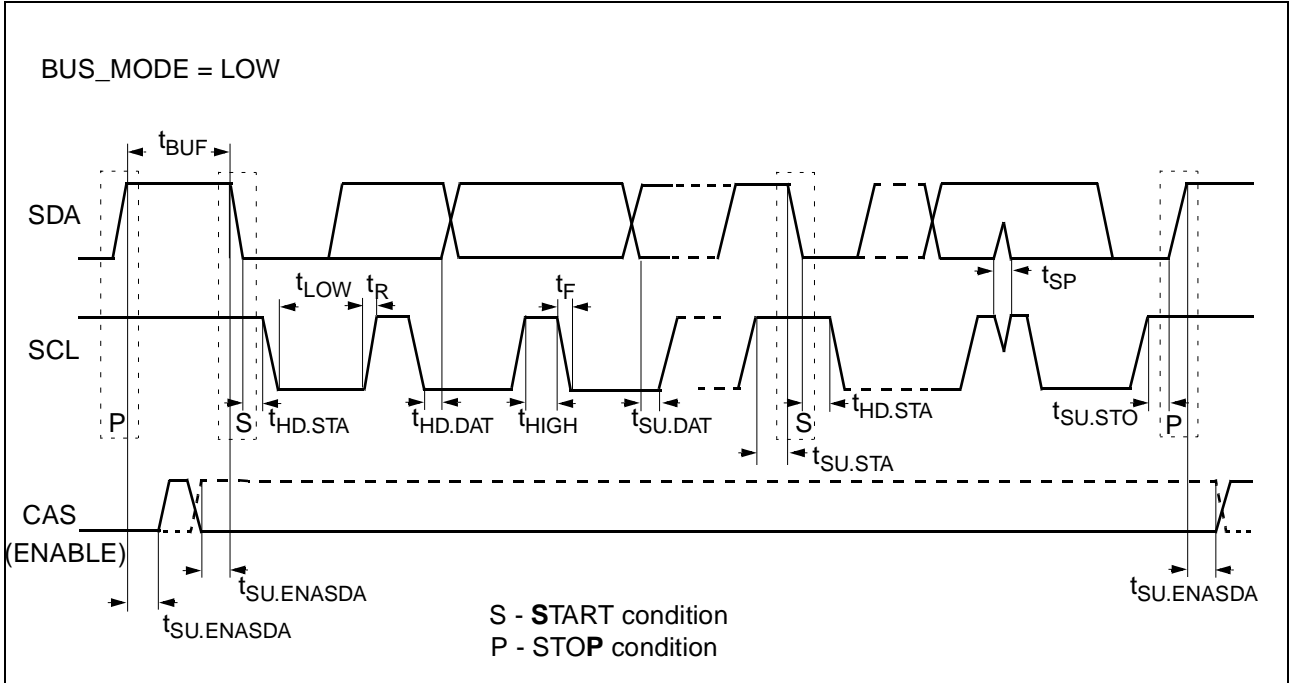 BUS_MODE = LOW
tBUF
SDA
tLOW tR tF tSP
SCL
P S tHD.STA tHD.DAT tHIGH tSU.DAT S tHD.STA tSU.STO P
tSU.STA
CAS
(ENABLE)
tSU.ENASDA tSU.ENASDA
tSU.ENASDA
S - START condition
P - STOP condition